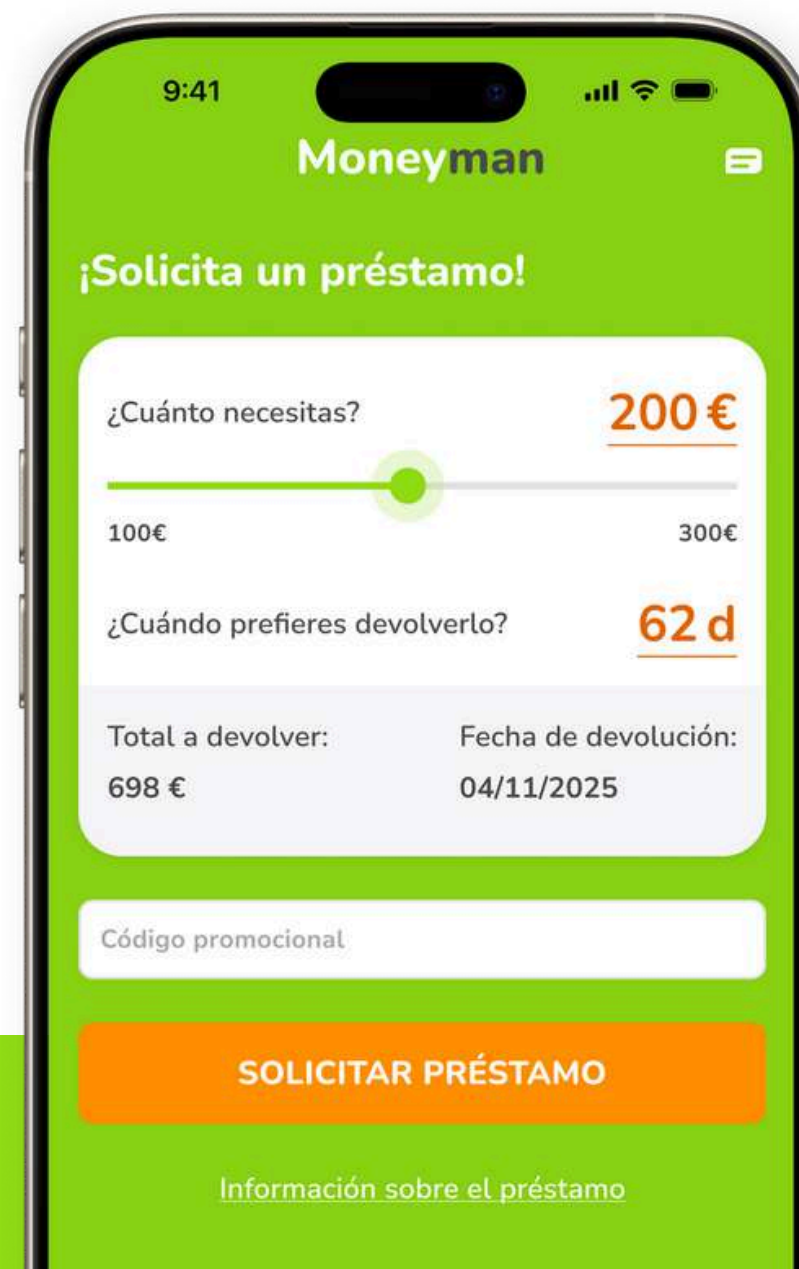 9:41
Moneyman
¡Solicita un préstamo!
¿Cuánto necesitas?
200 €
100€
300€
¿Cuándo prefieres devolverlo?
62 d
Total a devolver:
Fecha de devolución:
698 €
04/11/2025
Código promocional
SOLICITAR PRÉSTAMO
Información sobre el préstamo